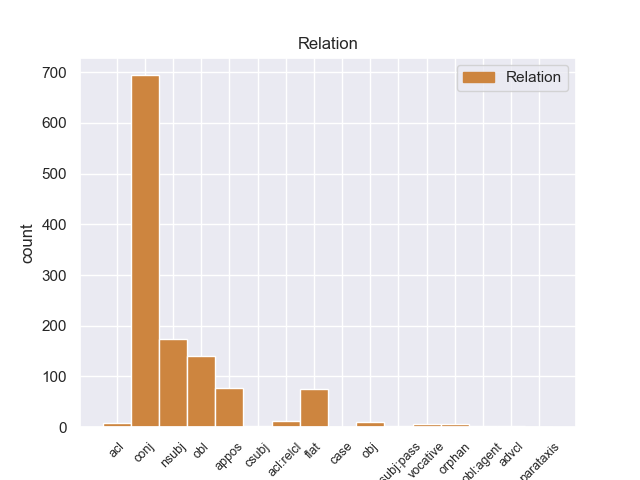 Relation
Relation
700
600
500
400
300
200
100
0
count
acl
conj
nsubj
obl
appos
csubj
acl:relcl
flat
case
obj
subj:pass
vocative
orphan
obl:agent
advcl
parataxis